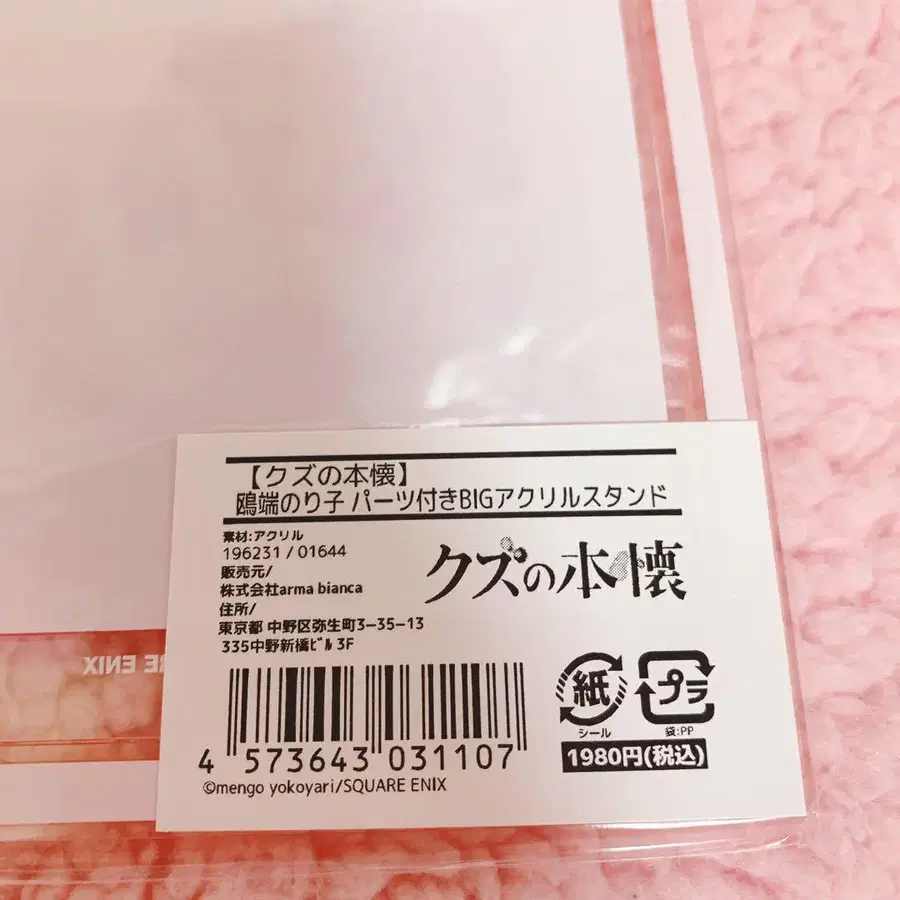 【クズの本懐】
鴎端のり子 パーツ付きBIGアクリルスタンド
素材:アクリル
196231 / 01644
販売元/
株式会社arma bianca
住所/
東京都 中野区弥生町3-35-13
335中野新橋ビル 3F
クズの本懐
紙
シール
プラ
袋:PP
1980円(税込)
4 573643 031107
©mengo yokoyari/SQUARE ENIX
RE ENIX